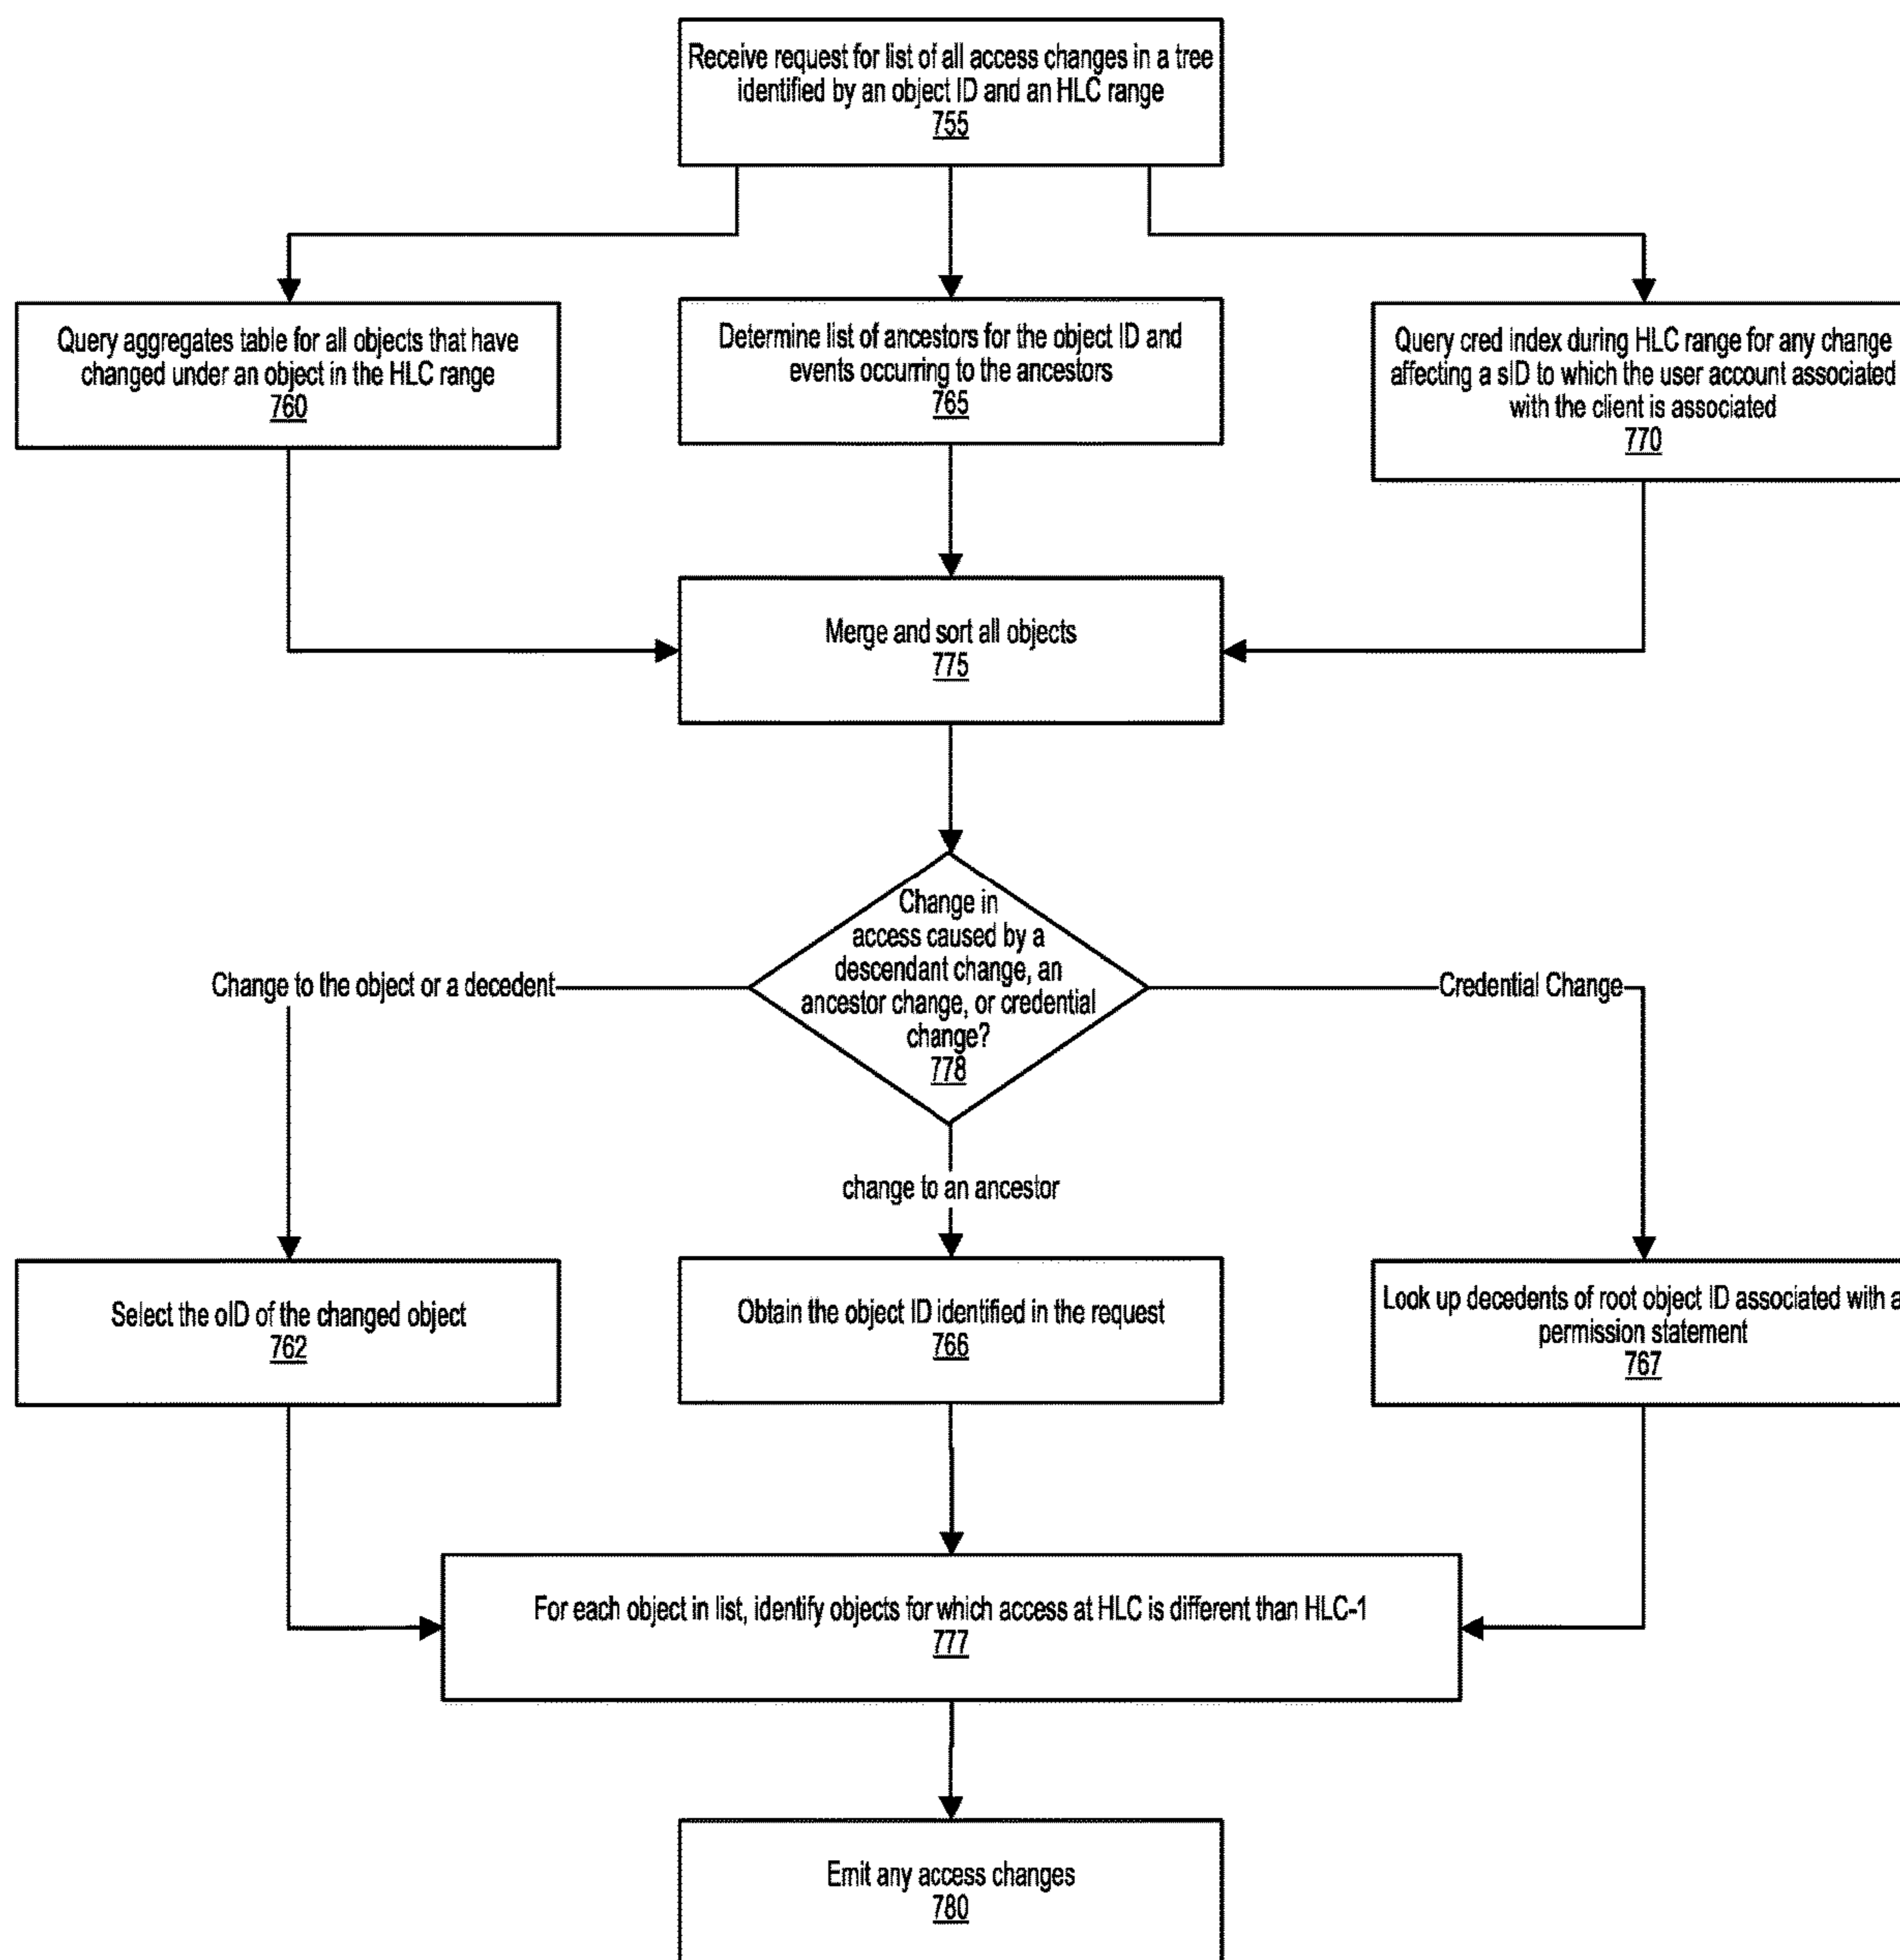 Receive request for list of all access changes in a tree
identified by an object ID and an HLC range
755
Query aggregates table for all objects that have
changed under an object in the HLC range
760
Determine list of ancestors for the object ID and
events occurring to the ancestors
765
Query cred index during HLC range for any change
affecting a sID to which the user account associated
with the client is associated
770
Merge and sort all objects
775
Change in
access caused by a
descendant change, an
ancestor change, or credential
change?
778
Change to the object or a decedent
Credential Change
change to an ancestor
Select the oID of the changed object
762
Obtain the object ID identified in the request
766
Look up decedents of root object ID associated with a
permission statement
767
For each object in list, identify objects for which access at HLC is different than HLC-1
777
Emit any access changes
780